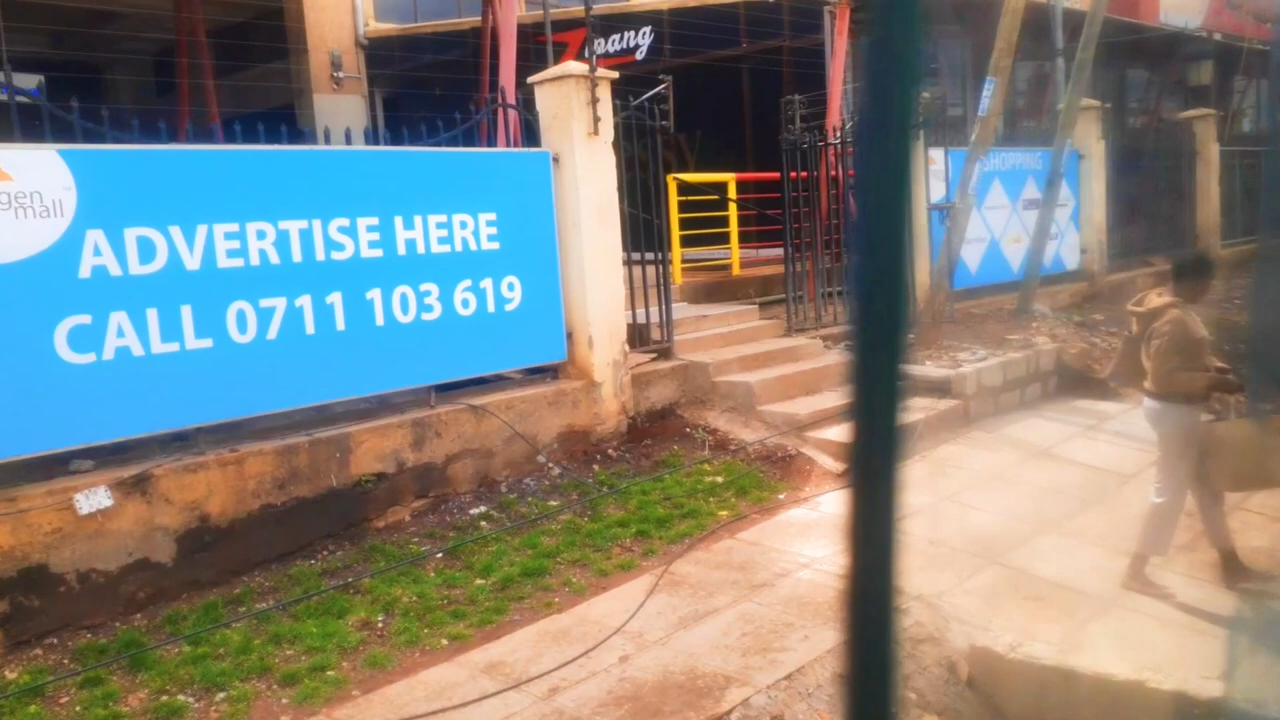 gen
mall
ADVERTISE HERE
CALL 0711 103 619
SHOPPING